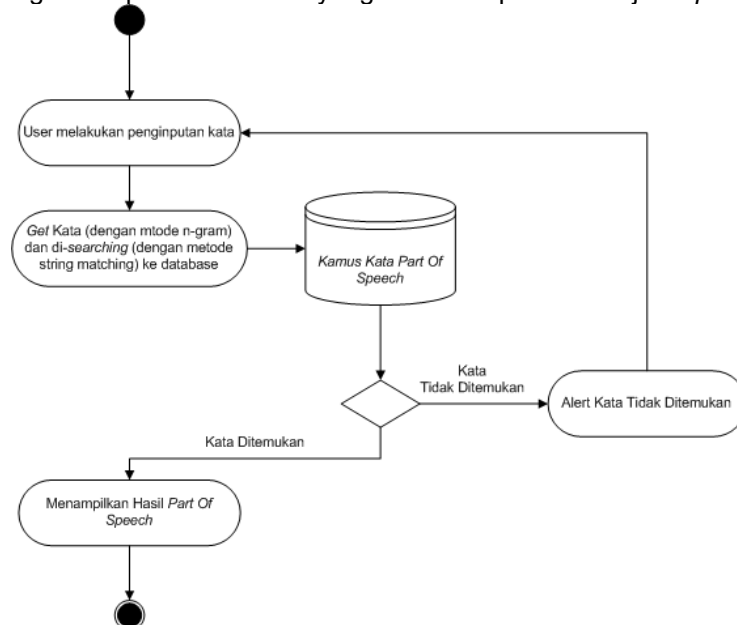 User melakukan penginputan kata
Get Kata (dengan mtode n-gram)
dan di-searching (dengan metode
string matching) ke database
Kamus Kata Part Of
Speech
Kata
Tidak Ditemukan
Alert Kata Tidak Ditemukan
Kata Ditemukan
Menampilkan Hasil Part Of
Speech